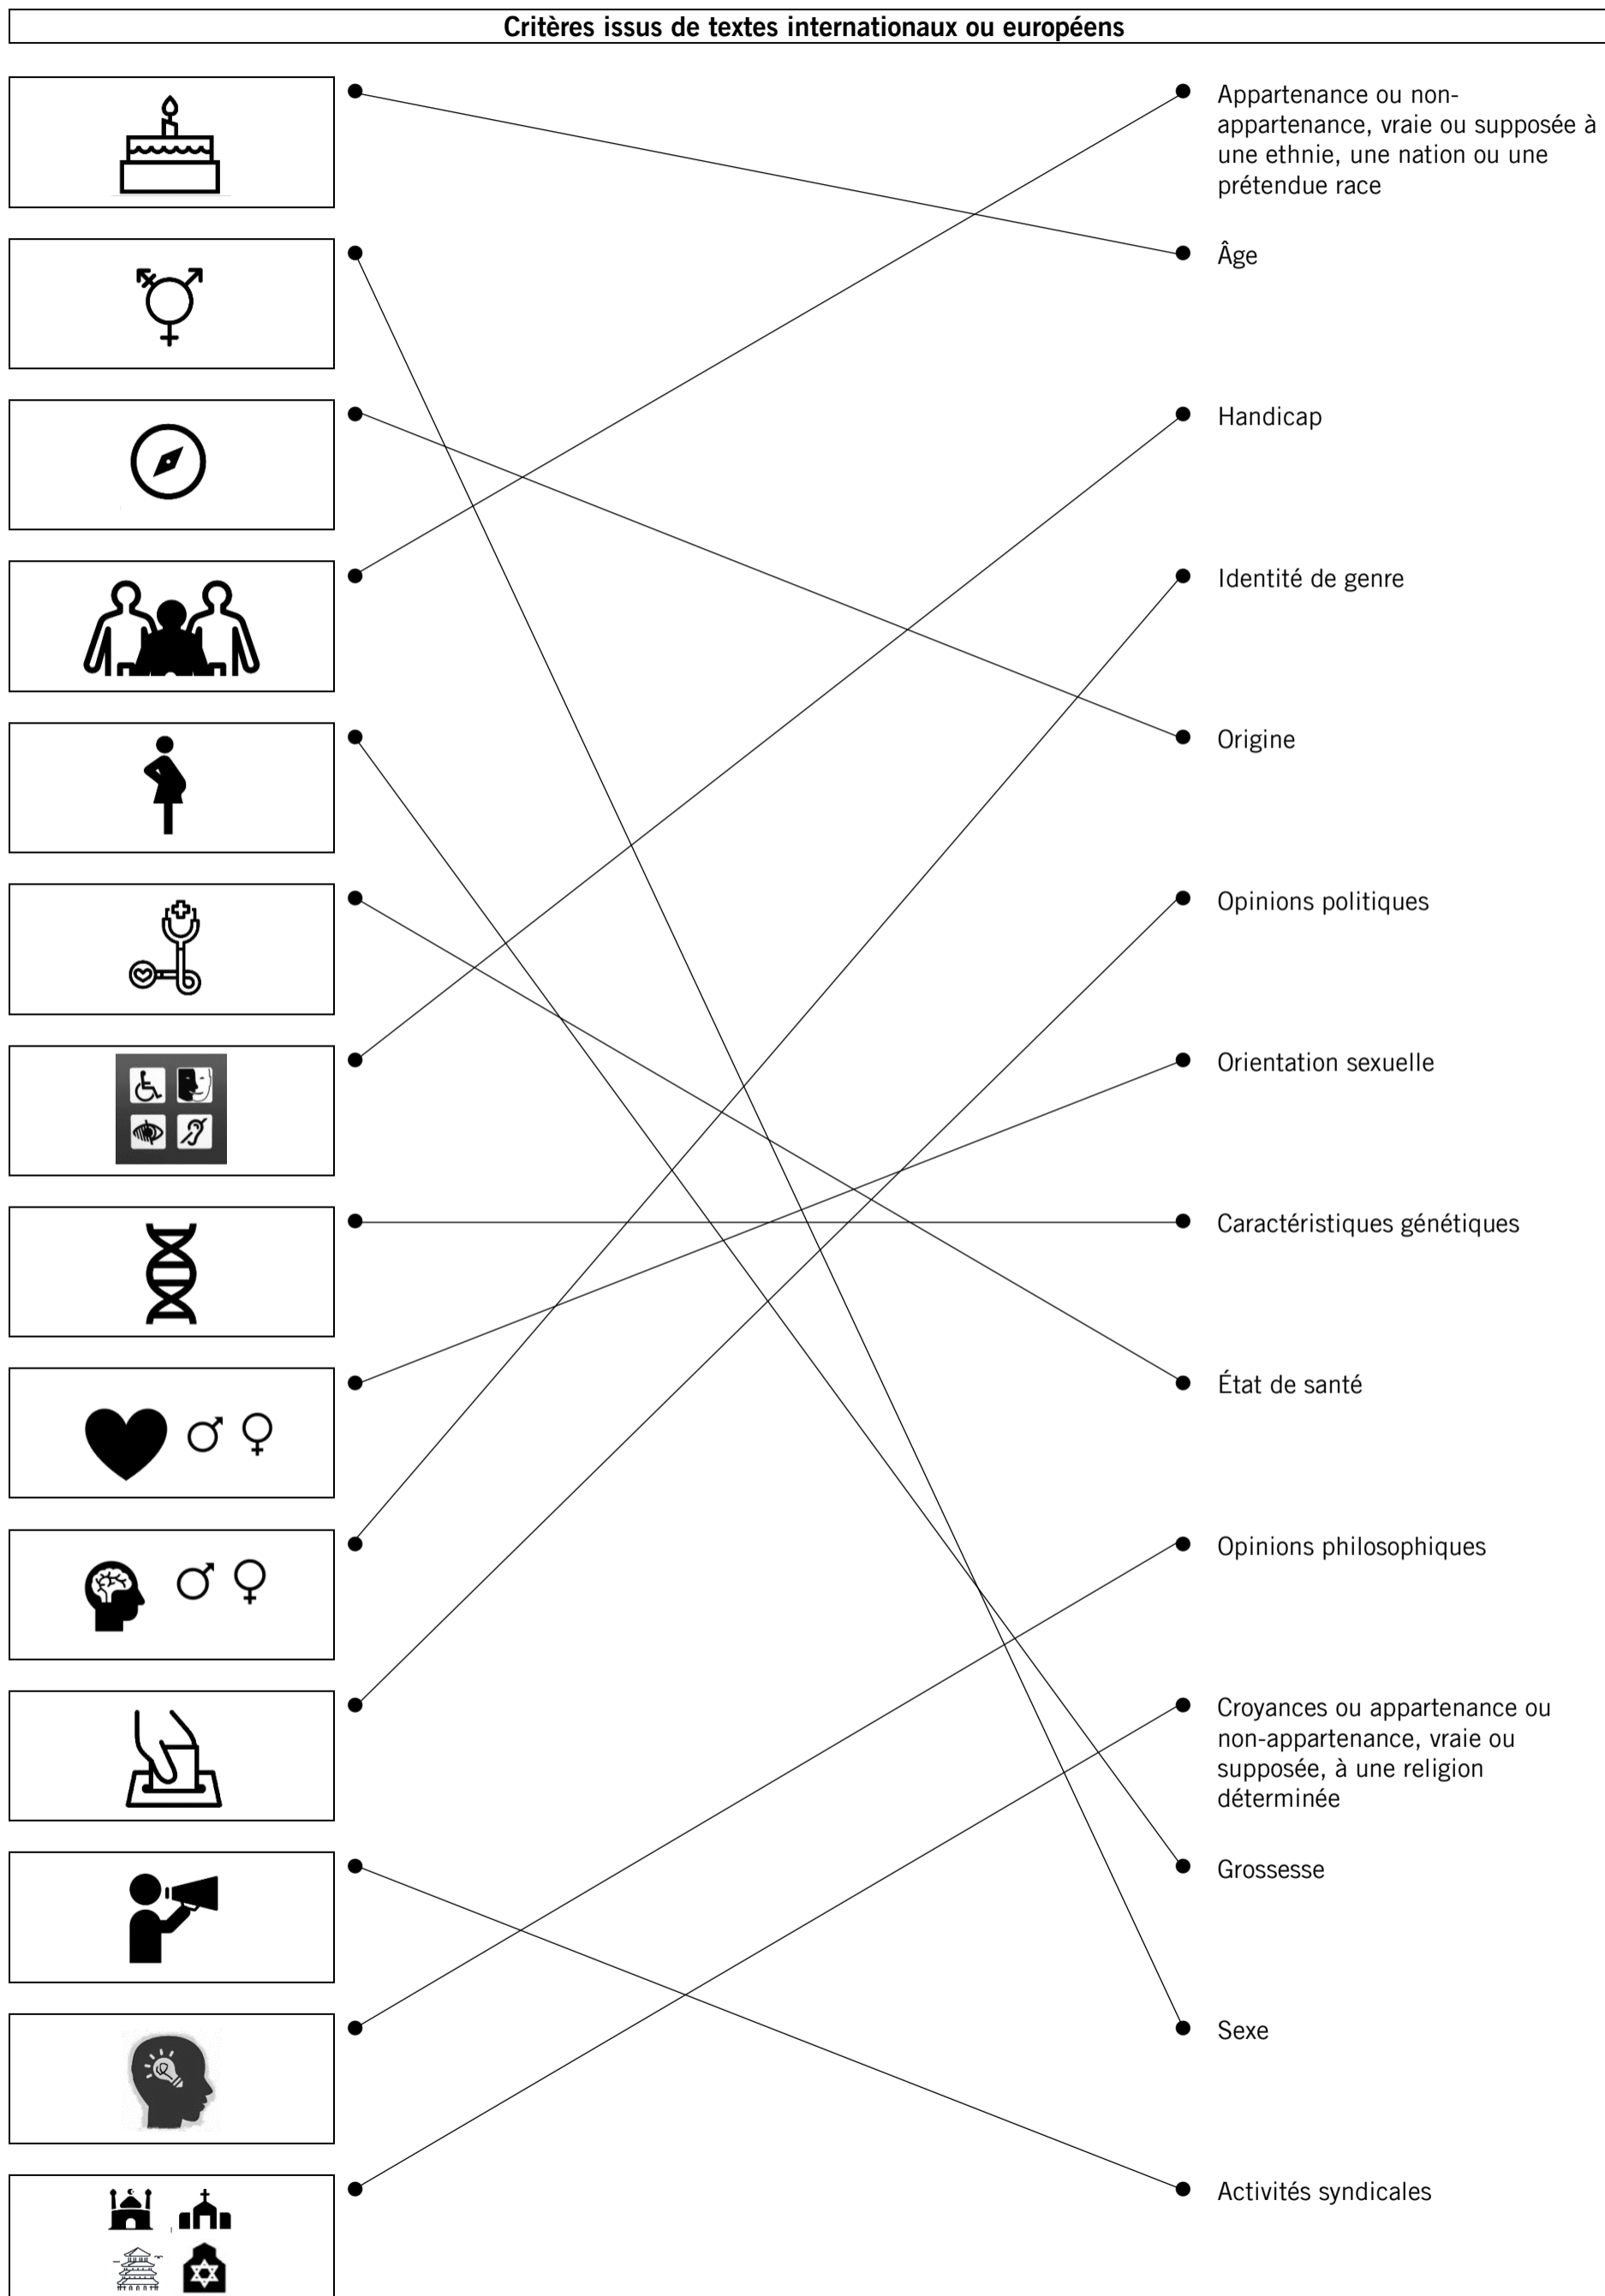 Critères issus de textes internationaux ou européens
Appartenance ou non-
appartenance, vraie ou supposée à
une ethnie, une nation ou une
prétendue race
Âge
Handicap
Identité de genre
Origine
Opinions politiques
Orientation sexuelle
Caractéristiques génétiques
État de santé
Opinions philosophiques
Croyances ou appartenance ou
non-appartenance, vraie ou
supposée, à une religion
déterminée
Grossesse
Sexe
Activités syndicales